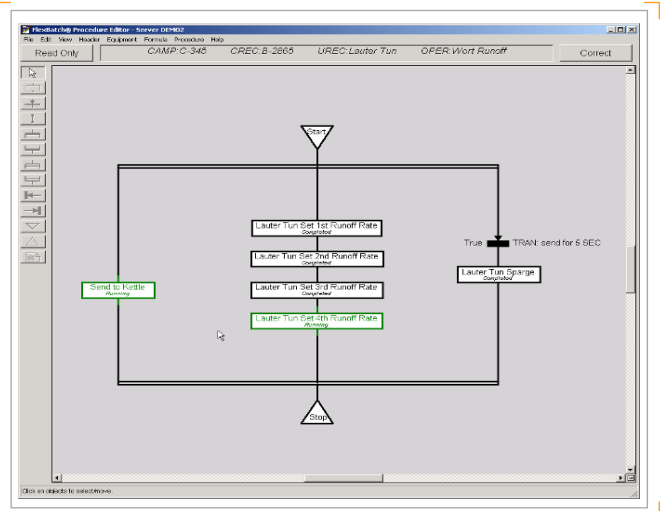 FlexBatch® Procedure Editor - Server DEMO2
File Edit View Header Equipment Formula Procedure Help
Read Only CAMP:C-345 CREC:B-2865 UREC:Lauter Tun OPER:Wort Runoff Correct
Start
Lauter Tun Set 1st Runoff Rate
Completed
True TRAN: send for 5 SEC
Lauter Tun Set 2nd Runoff Rate
Completed
Lauter Tun Sparge
Completed
Send to Kettle
Running
Lauter Tun Set 3rd Runoff Rate
Completed
Lauter Tun Set 4th Runoff Rate
Running
Stop
Click on objects to select/move.